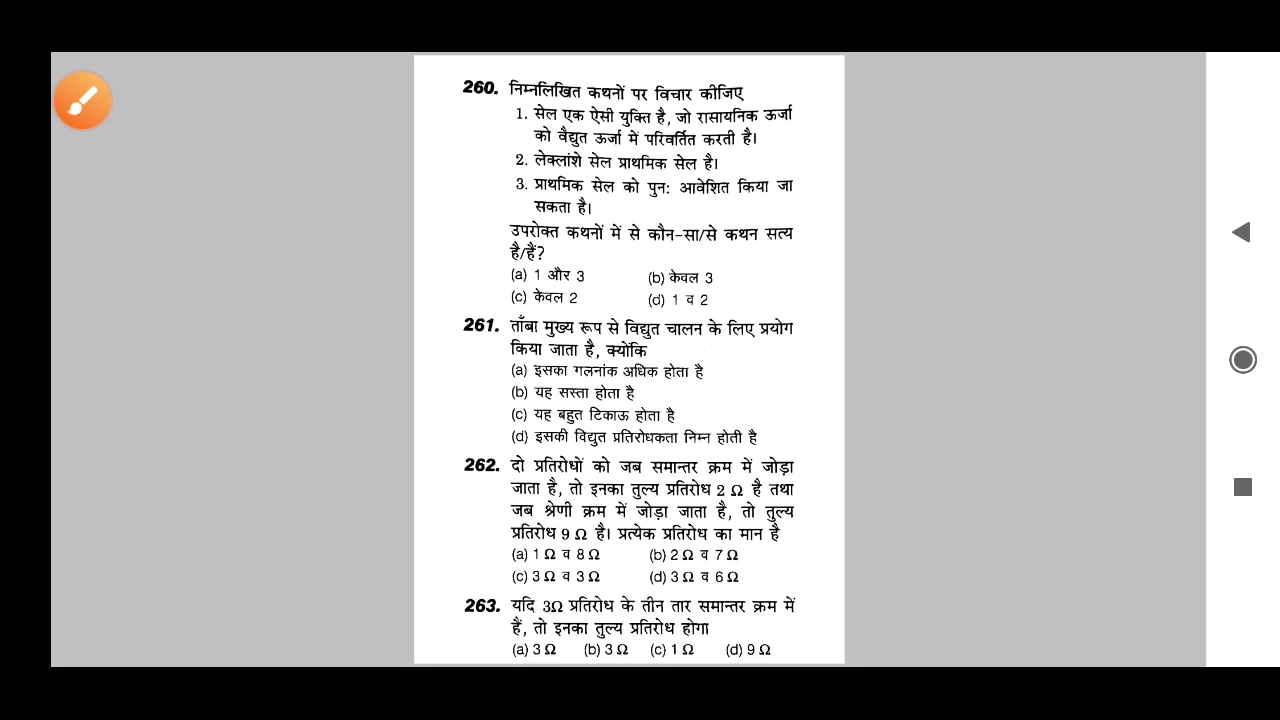 260. निम्नलिखित कथनों पर विचार कीजिए
1. सेल एक ऐसी युक्ति है, जो रासायनिक ऊर्जा
को वैद्युत ऊर्जा में परिवर्तित करती है।
2. लेक्लांशे सेल प्राथमिक सेल है।
3. प्राथमिक सेल को पुन: आवेशित किया जा
सकता है।
उपरोक्त कथनों में से कौन-सा/से कथन सत्य
है/हैं?
(a) 1 और 3 (b) केवल 3
(c) केवल 2 (d) 1 व 2
261. ताँबा मुख्य रूप से विद्युत चालन के लिए प्रयोग
किया जाता है, क्योंकि
(a) इसका गलनांक अधिक होता है
(b) यह सस्ता होता है
(c) यह बहुत टिकाऊ होता है
(d) इसकी विद्युत प्रतिरोधकता निम्न होती है
262. दो प्रतिरोधों को जब समान्तर क्रम में जोड़ा
जाता है, तो इनका तुल्य प्रतिरोध 2 Ω है तथा
जब श्रेणी क्रम में जोड़ा जाता है, तो तुल्य
प्रतिरोध 9 Ω है। प्रत्येक प्रतिरोध का मान है
(a) 1 Ω व 8 Ω (b) 2 Ω व 7 Ω
(c) 3 Ω व 3 Ω (d) 3 Ω व 6 Ω
263. यदि 3Ω प्रतिरोध के तीन तार समान्तर क्रम में
हैं, तो इनका तुल्य प्रतिरोध होगा
(a) 3 Ω (b) 3 Ω (c) 1 Ω (d) 9 Ω